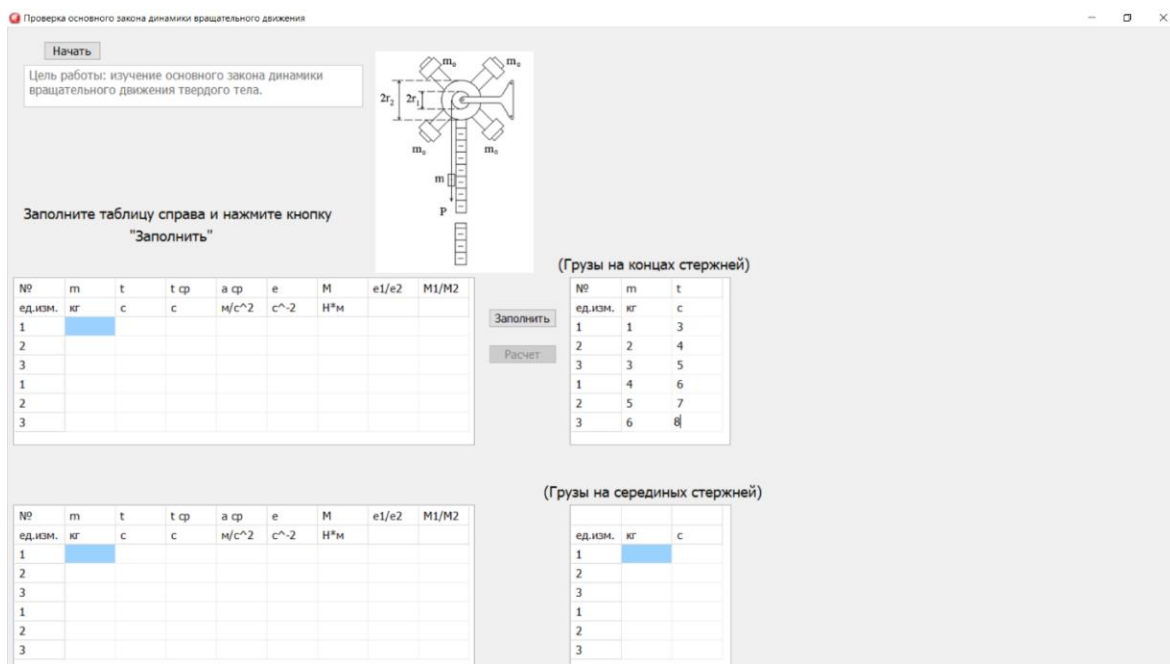 Проверка основного закона динамики вращательного движения
Начать
Цель работы: изучение основного закона динамики
вращательного движения твердого тела.
m₀ m₀
2r₂ 2r₁
m₀ m₀
m
P
Заполните таблицу справа и нажмите кнопку
"Заполнить"
(Грузы на концах стержней)
№ m t t ср a ср e M e1/e2 M1/M2
ед.изм. кг с с м/с^2 с^-2 Н*м
1
2
3
1
2
3
Заполнить
Расчет
№ m t
ед.изм. кг с
1 1 3
2 2 4
3 3 5
1 4 6
2 5 7
3 6 8
(Грузы на серединых стержней)
№ m t t ср a ср e M e1/e2 M1/M2
ед.изм. кг с с м/с^2 с^-2 Н*м
1
2
3
1
2
3
ед.изм. кг с
1
2
3
1
2
3